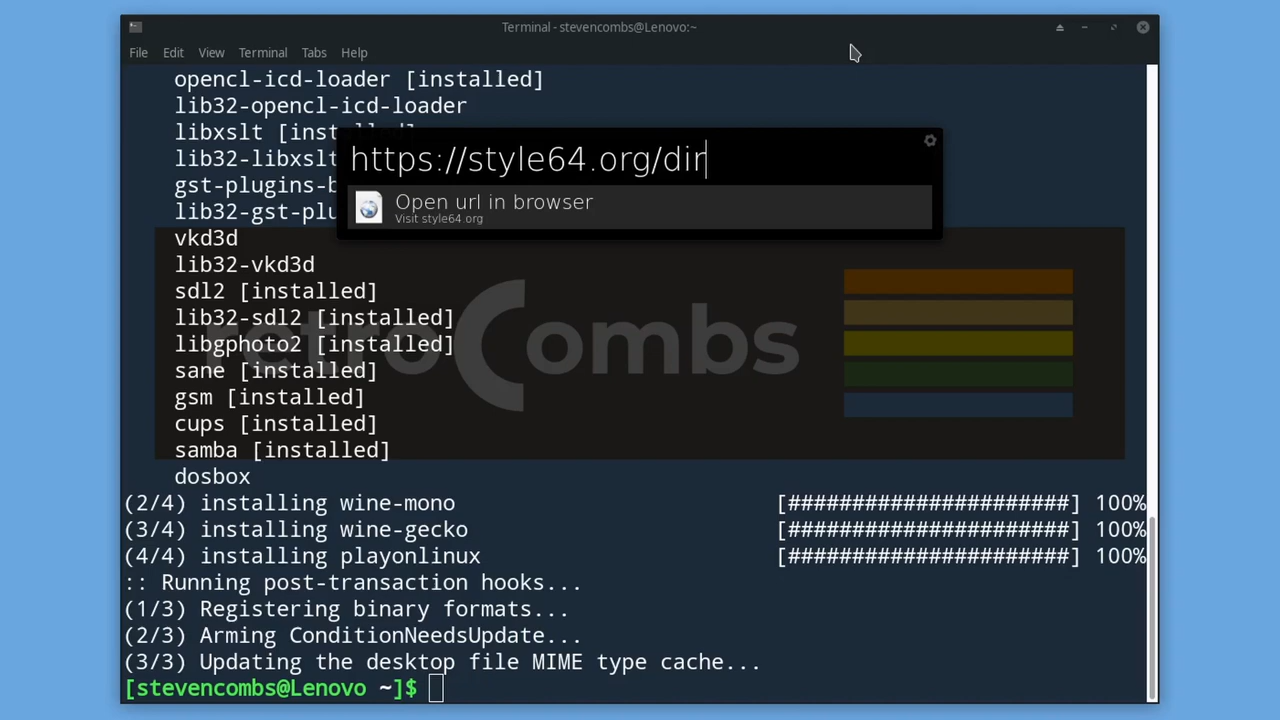 Terminal - stevencombs@Lenovo:~
File Edit View Terminal Tabs Help
opencl-icd-loader [installed]
lib32-opencl-icd-loader
libxslt [installed]
https://style64.org/dir
lib32-libxslt
gst-plugins-b
Open url in browser
lib32-gst-plu
Visit style64.org
vkd3d
lib32-vkd3d
sdl2 [installed]
lib32-sdl2 [installed]
retroCombs
libgphoto2 [installed]
sane [installed]
gsm [installed]
cups [installed]
samba [installed]
dosbox
(2/4) installing wine-mono [######################] 100%
(3/4) installing wine-gecko [######################] 100%
(4/4) installing playonlinux [######################] 100%
:: Running post-transaction hooks...
(1/3) Registering binary formats...
(2/3) Arming ConditionNeedsUpdate...
(3/3) Updating the desktop file MIME type cache...
[stevencombs@Lenovo ~]$